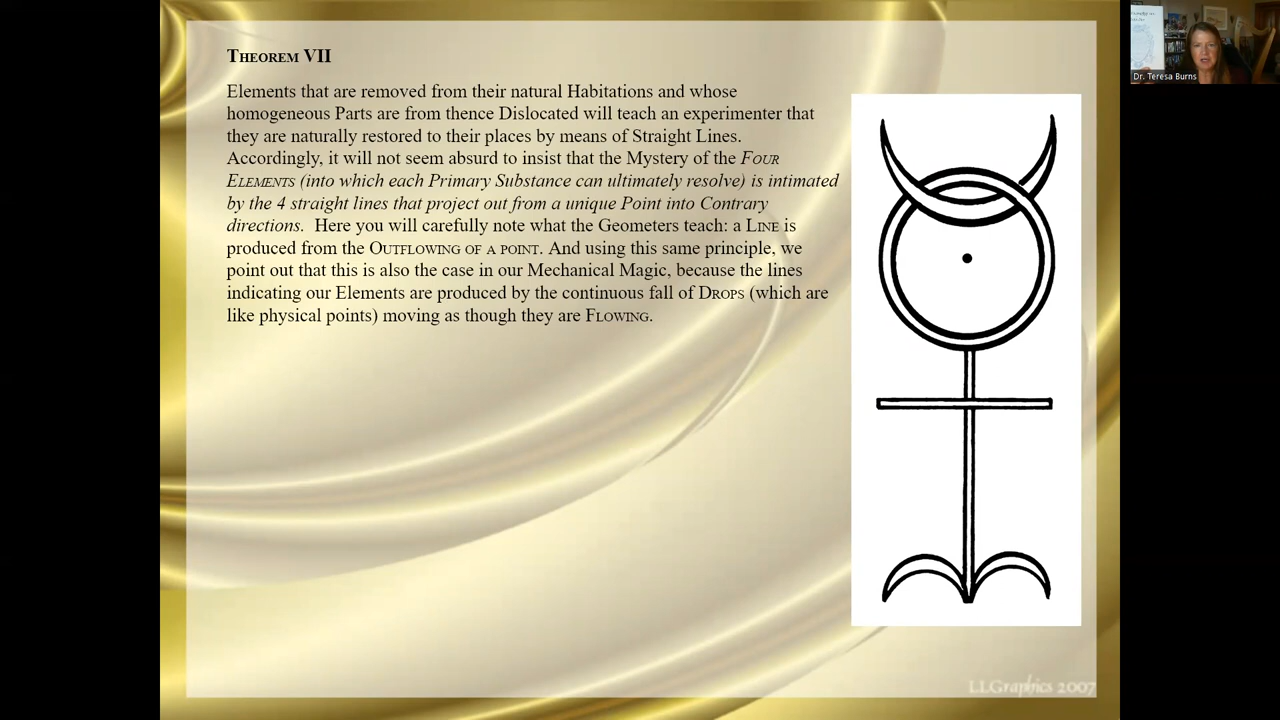 THEOREM VII
Elements that are removed from their natural Habitations and whose
homogeneous Parts are from thence Dislocated will teach an experimenter that
they are naturally restored to their places by means of Straight Lines.
Accordingly, it will not seem absurd to insist that the Mystery of the FOUR
ELEMENTS (into which each Primary Substance can ultimately resolve) is intimated
by the 4 straight lines that project out from a unique Point into Contrary
directions. Here you will carefully note what the Geometers teach: a LINE is
produced from the OUTFLOWING OF A POINT. And using this same principle, we
point out that this is also the case in our Mechanical Magic, because the lines
indicating our Elements are produced by the continuous fall of DROPS (which are
like physical points) moving as though they are FLOWING.
Dr. Teresa Burns
LLGraphics 2007